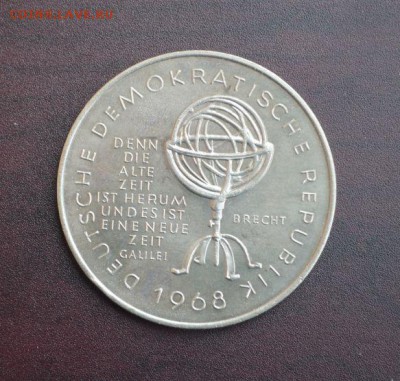 DEUTSCHE DEMOKRATISCHE REPUBLIK
DENN
DIE
ALTE
ZEIT
IST HERUM
UND ES IST
EINE NEUE
ZEIT
GALILEI
BRECHT
1968